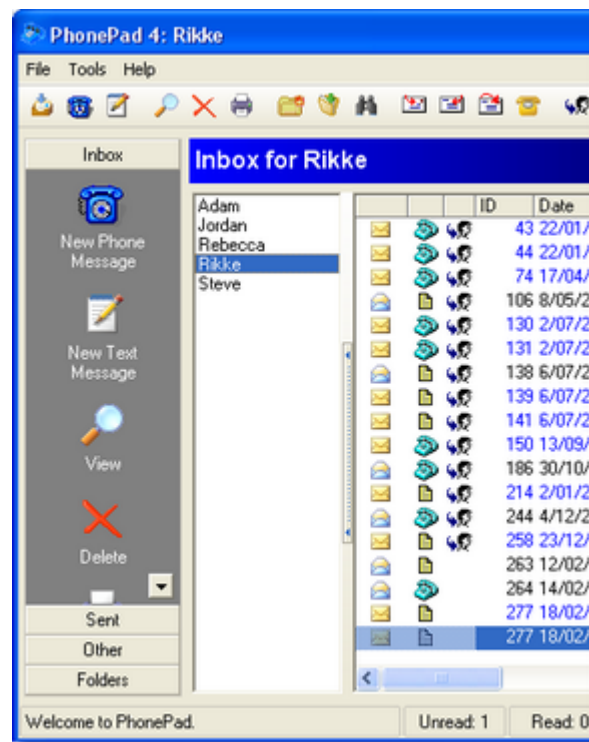 PhonePad 4: Rikke
File Tools Help
Inbox
Inbox for Rikke
New Phone
Message
New Text
Message
View
Delete
Sent
Other
Folders
Adam
Jordan
Rebecca
Rikke
Steve
ID Date
43 22/01/
44 22/01/
74 17/04/
106 8/05/2
130 2/07/2
131 2/07/2
138 6/07/2
139 6/07/2
141 6/07/2
150 13/09/
186 30/10/
214 2/01/2
244 4/12/2
258 23/12/
263 12/02/
264 14/02/
277 18/02/
277 18/02/
Welcome to PhonePad. Unread: 1 Read: 0